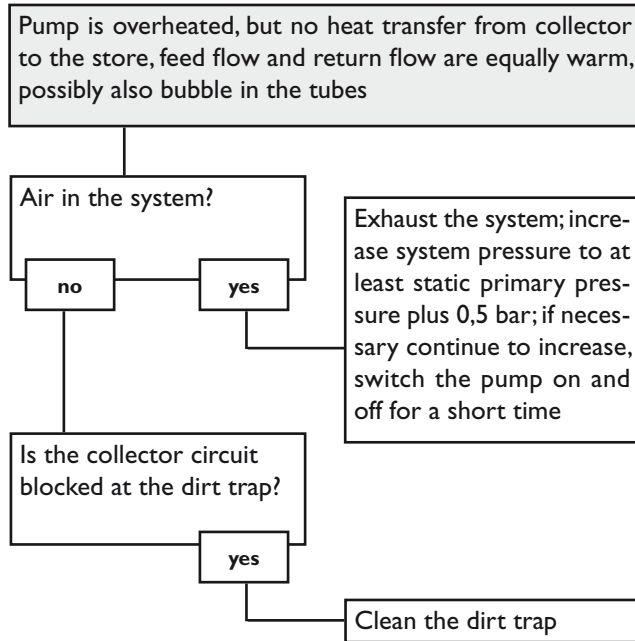 Pump is overheated, but no heat transfer from collector
to the store, feed flow and return flow are equally warm,
possibly also bubble in the tubes
Air in the system?
no
yes
Exhaust the system; incre-
ase system pressure to at
least static primary pres-
sure plus 0,5 bar; if neces-
sary continue to increase,
switch the pump on and
off for a short time
Is the collector circuit
blocked at the dirt trap?
yes
Clean the dirt trap